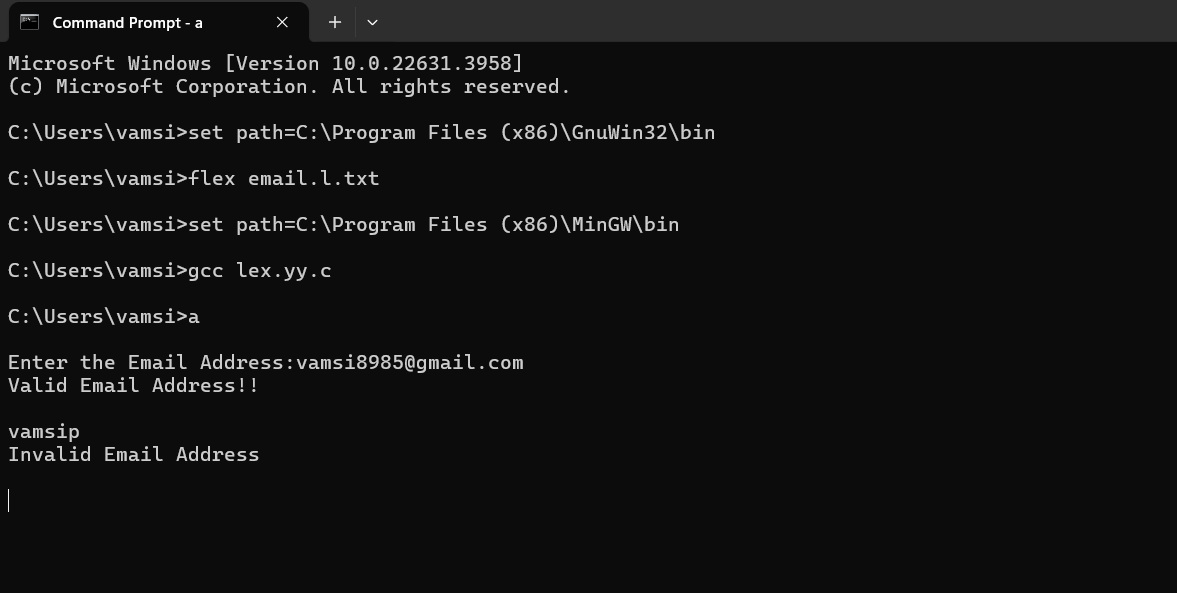 Command Prompt - a
Microsoft Windows [Version 10.0.22631.3958]
(c) Microsoft Corporation. All rights reserved.
C:\Users\vamsi>set path=C:\Program Files (x86)\GnuWin32\bin
C:\Users\vamsi>flex email.l.txt
C:\Users\vamsi>set path=C:\Program Files (x86)\MinGW\bin
C:\Users\vamsi>gcc lex.yy.c
C:\Users\vamsi>a
Enter the Email Address:vamsi8985@gmail.com
Valid Email Address!!
vamsip
Invalid Email Address